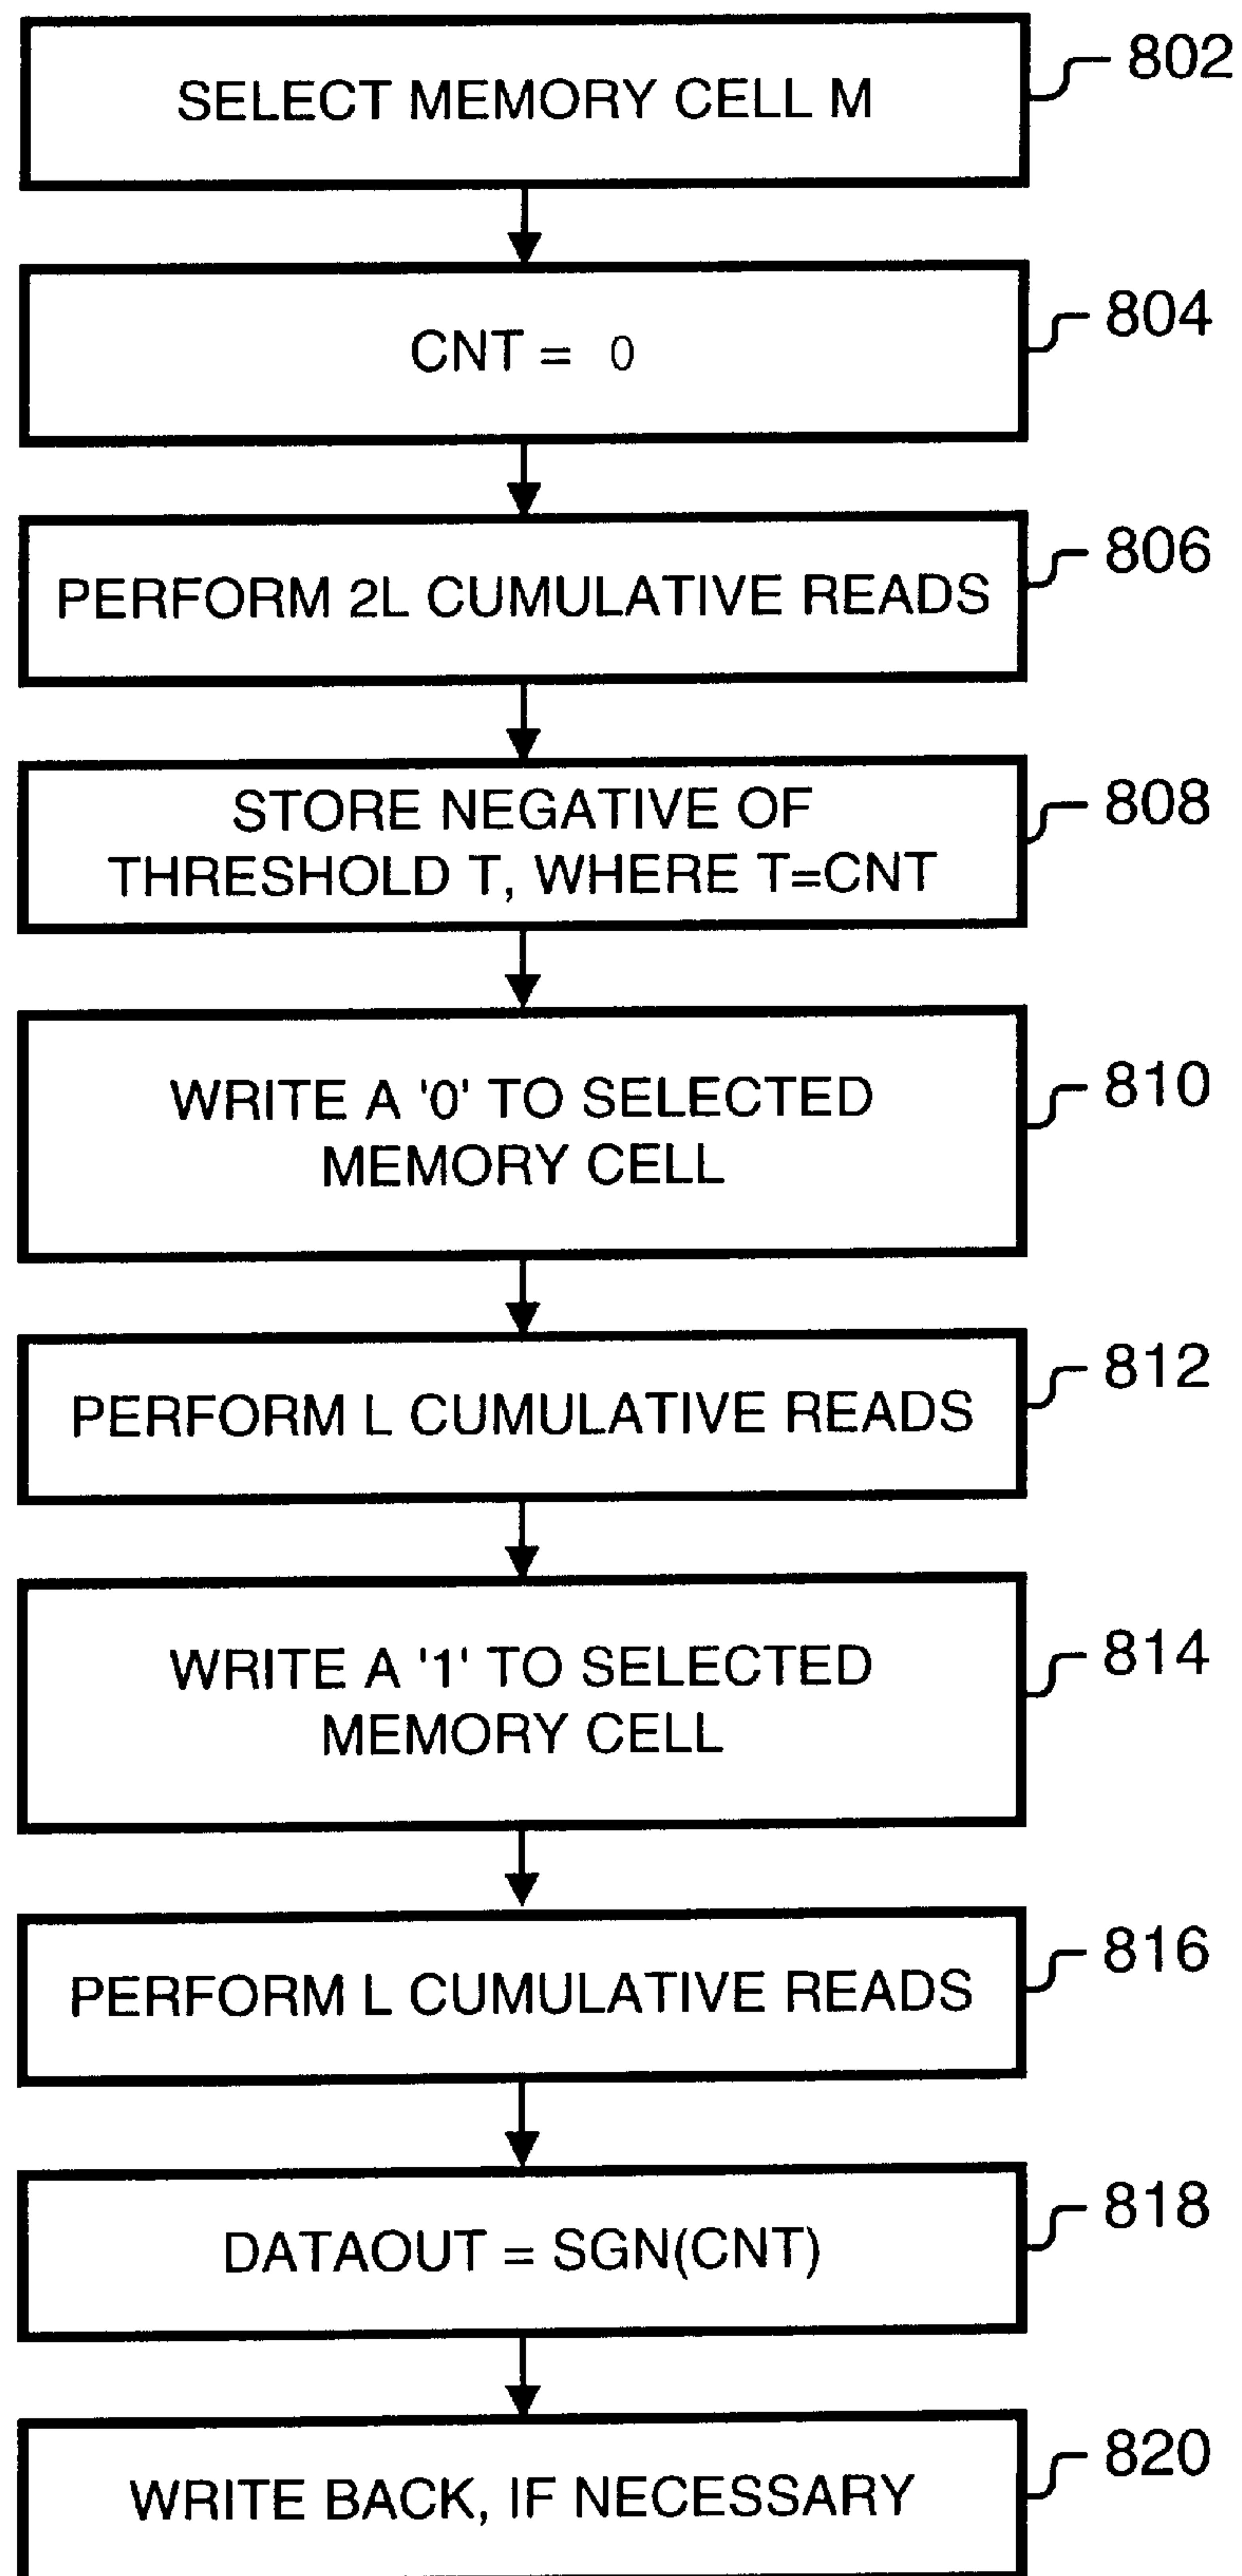 SELECT MEMORY CELL M
802
CNT = 0
804
PERFORM 2L CUMULATIVE READS
806
STORE NEGATIVE OF
THRESHOLD T, WHERE T=CNT
808
WRITE A '0' TO SELECTED
MEMORY CELL
810
PERFORM L CUMULATIVE READS
812
WRITE A '1' TO SELECTED
MEMORY CELL
814
PERFORM L CUMULATIVE READS
816
DATAOUT = SGN(CNT)
818
WRITE BACK, IF NECESSARY
820